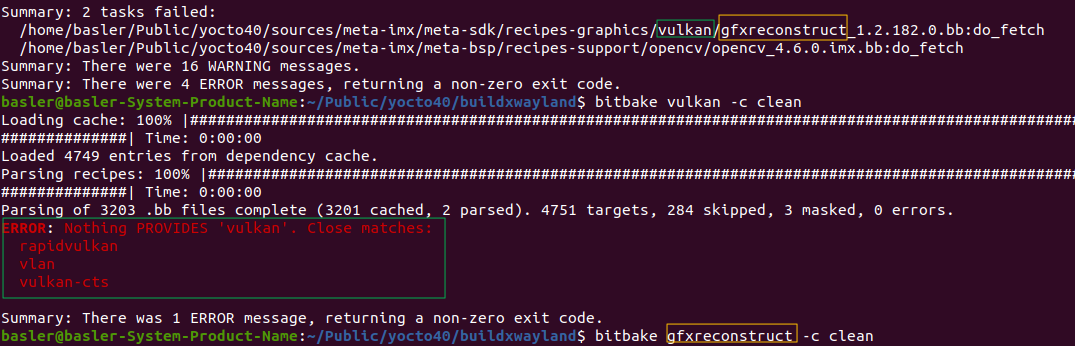 Summary: 2 tasks failed:
  /home/basler/Public/yocto40/sources/meta-imx/meta-sdk/recipes-graphics/vulkan/gfxreconstruct_1.2.182.0.bb:do_fetch
  /home/basler/Public/yocto40/sources/meta-imx/meta-bsp/recipes-support/opencv/opencv_4.6.0.imx.bb:do_fetch
Summary: There were 16 WARNING messages.
Summary: There were 4 ERROR messages, returning a non-zero exit code.
basler@basler-System-Product-Name:~/Public/yocto40/buildxwayland$ bitbake vulkan -c clean
Loading cache: 100% |###################################################################################################
##############| Time: 0:00:00
Loaded 4749 entries from dependency cache.
Parsing recipes: 100% |#################################################################################################
##############| Time: 0:00:00
Parsing of 3203 .bb files complete (3201 cached, 2 parsed). 4751 targets, 284 skipped, 3 masked, 0 errors.
ERROR: Nothing PROVIDES 'vulkan'. Close matches:
  rapidvulkan
  vlan
  vulkan-cts
Summary: There was 1 ERROR message, returning a non-zero exit code.
basler@basler-System-Product-Name:~/Public/yocto40/buildxwayland$ bitbake gfxreconstruct -c clean